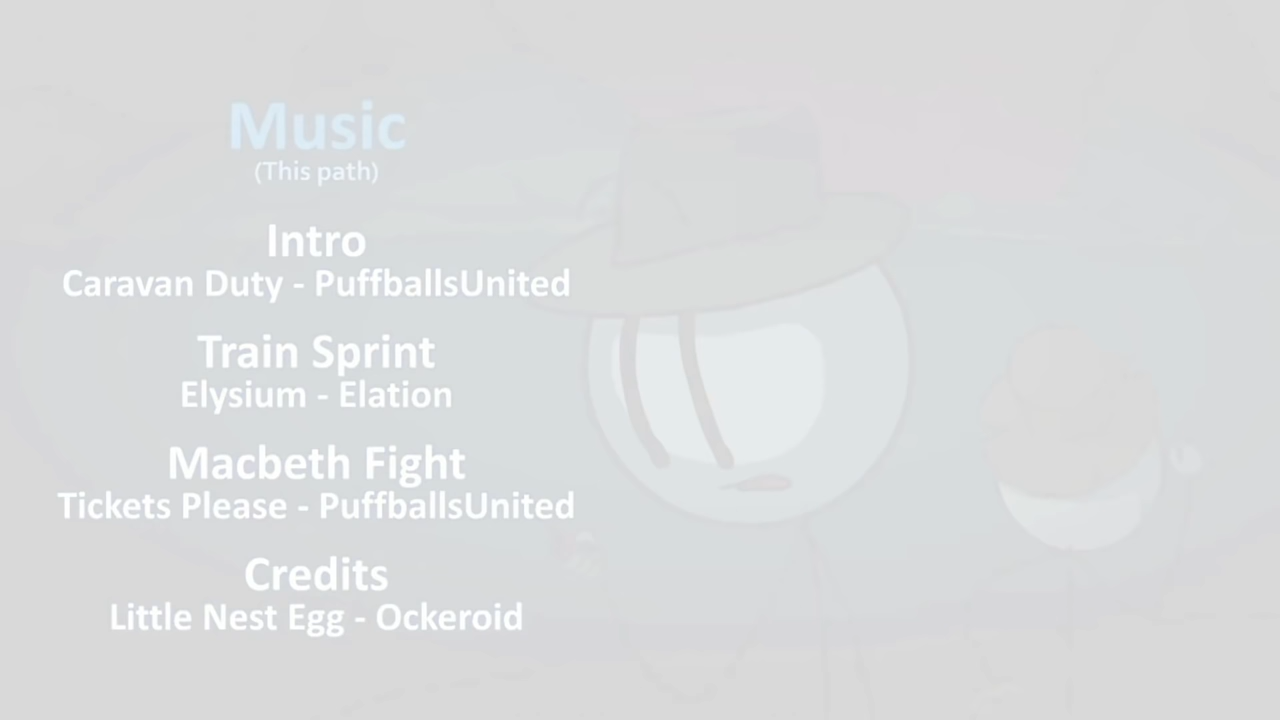 Music
(This path)
Intro
Caravan Duty - PuffballsUnited
Train Sprint
Elysium - Elation
Macbeth Fight
Tickets Please - PuffballsUnited
Credits
Little Nest Egg - Ockeroid